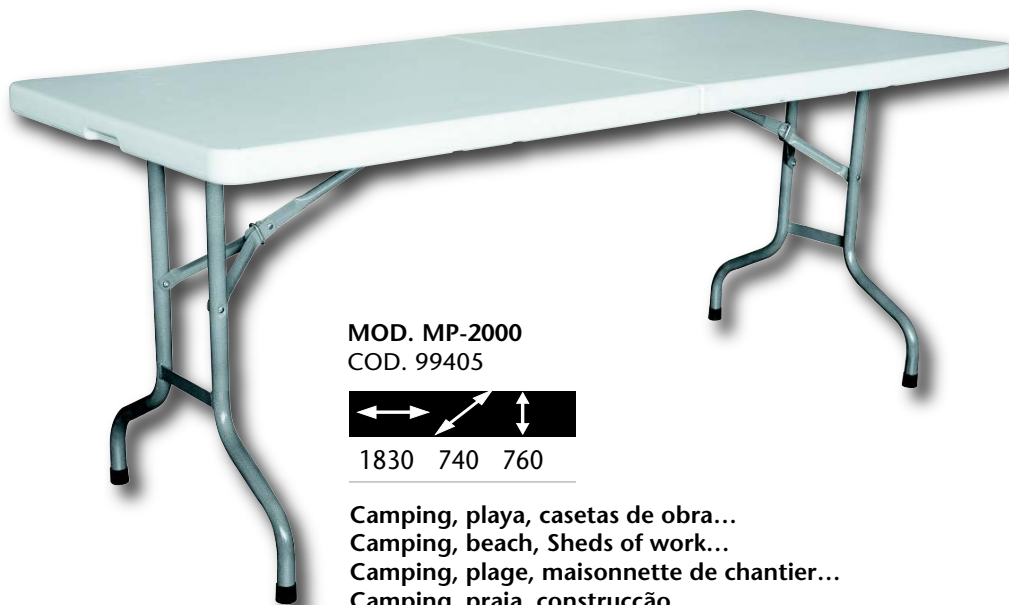 MOD. MP-2000
COD. 99405
1830 740 760
Camping, playa, casetas de obra…
Camping, beach, Sheds of work…
Camping, plage, maisonnette de chantier…
Camping, praia, construcção